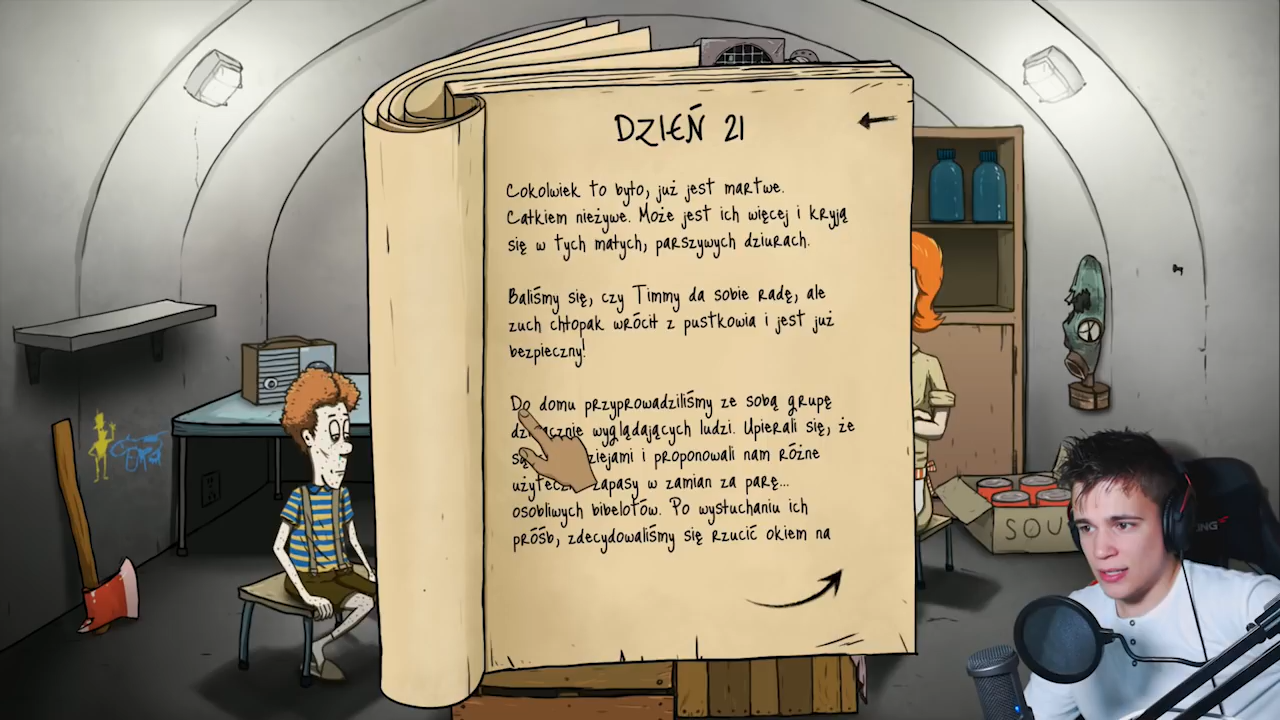 DZIEŃ 21
Cokolwiek to było, już jest martwe.
Całkiem nieżywe. Może jest ich więcej i kryją
się w tych małych, parszywych dziurach.
Baliśmy się, czy Timmy da sobie radę, ale
zuch chłopak wrócił z pustkowia i jest już
bezpieczny!
Do domu przyprowadziliśmy ze sobą grupę
wyglądających ludzi. Upierali się, że
i proponowali nam różne
zapasy w zamian za parę...
osobliwych bibelotów. Po wysłuchaniu ich
próśb, zdecydowaliśmy się rzucić okiem na
SOU